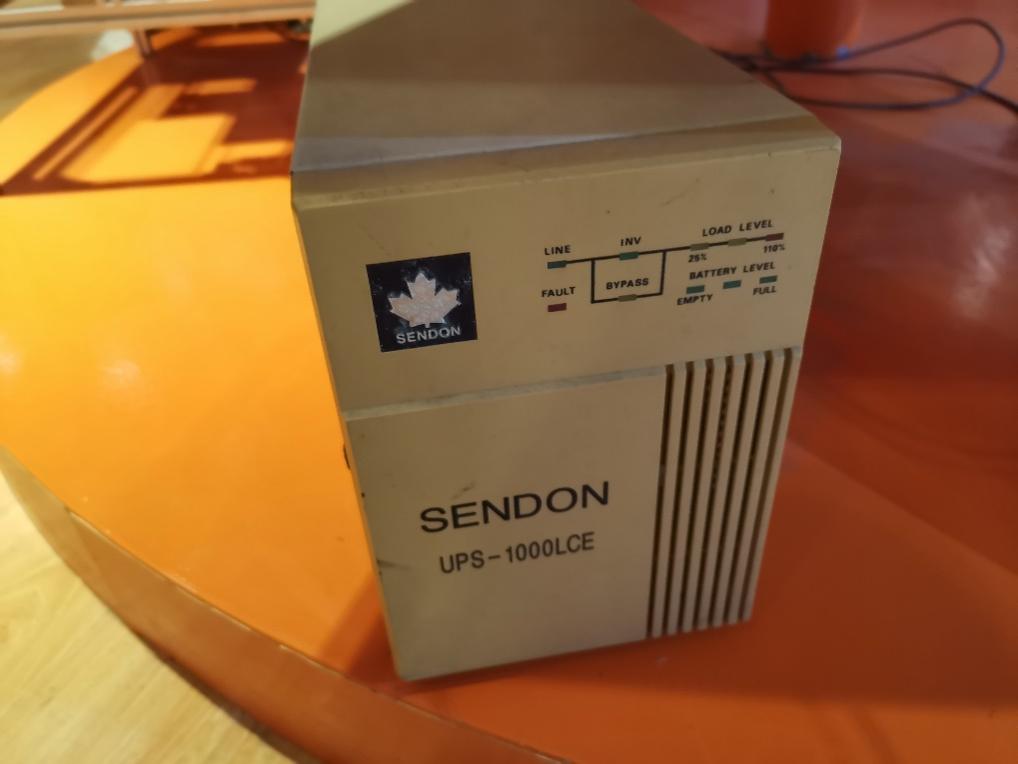 LINE
INV
LOAD LEVEL
25%
110%
FAULT
BYPASS
BATTERY LEVEL
EMPTY
FULL
SENDON
SENDON
UPS-1000LCE